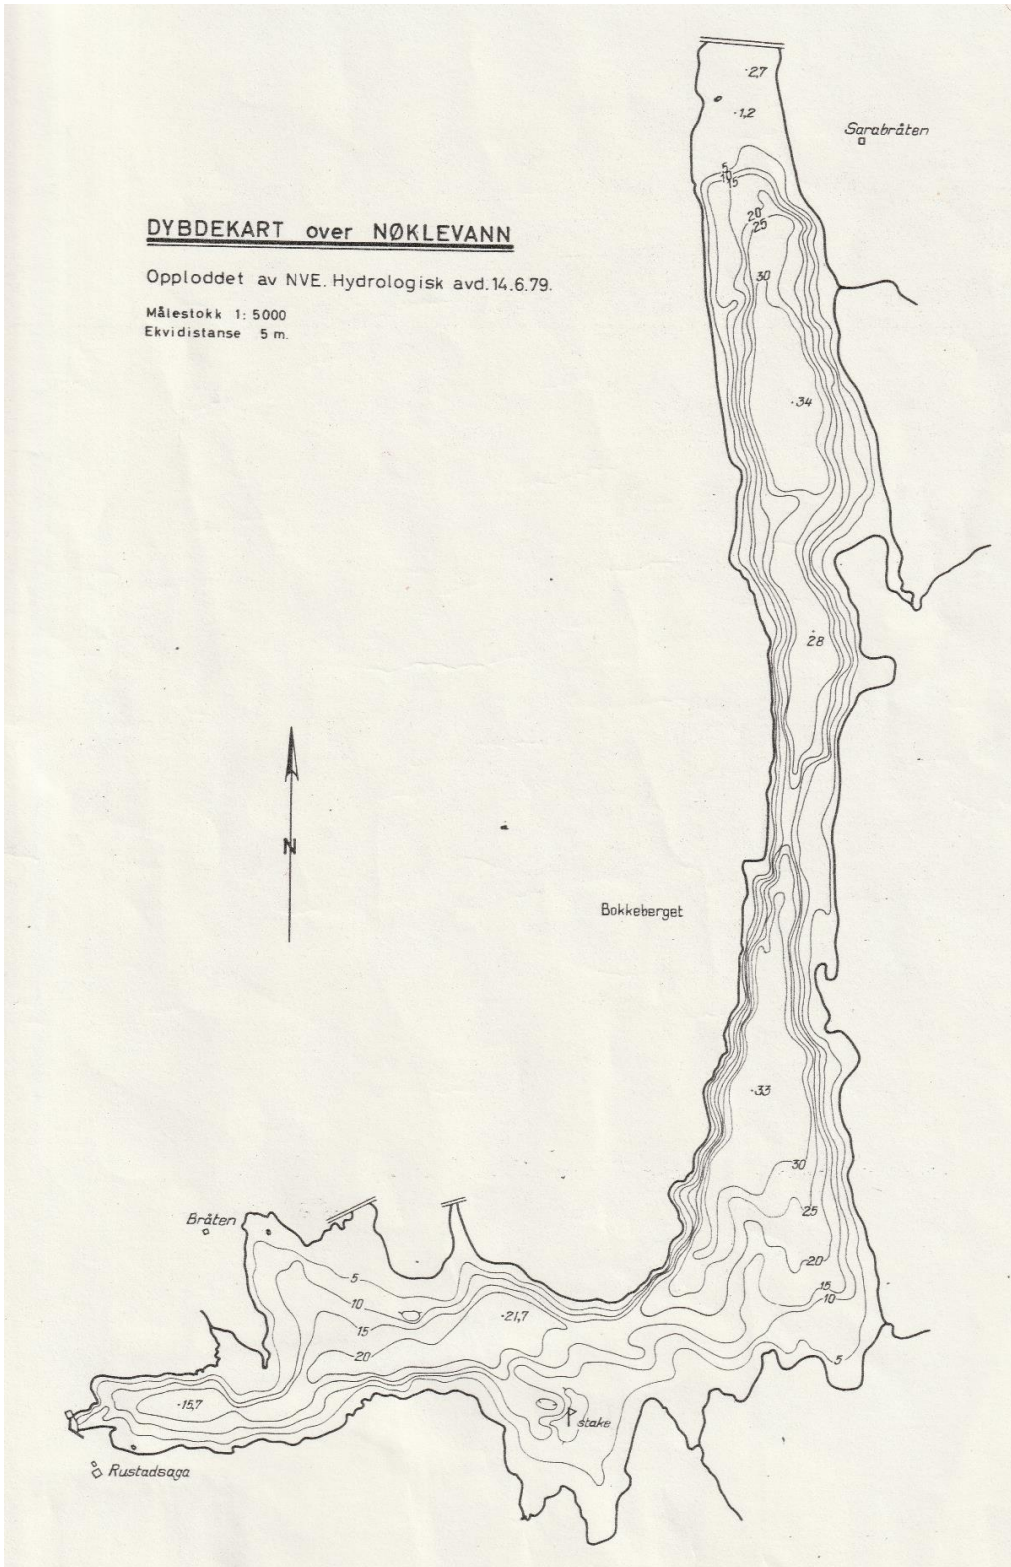 2,7
1,2
Sarabråten
5
10
15
20
25
DYBDEKART over NØKLEVANN
Opploddet av NVE. Hydrologisk avd. 14.6.79.
30
Målestokk 1: 5000
Ekvidistanse 5 m.
34
28
N
Bokkeberget
33
30
25
Bråten
20
5
15
10
10
21,7
15
20
5
15,7
stake
Rustadsaga